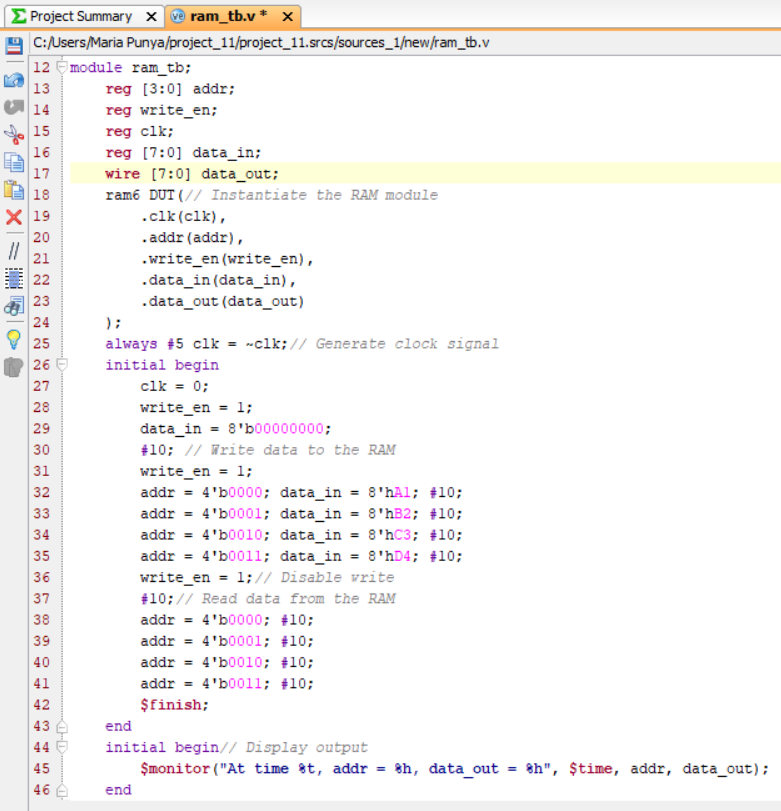 Project Summary × ram_tb.v * ×
C:/Users/Maria Punya/project_11/project_11.srcs/sources_1/new/ram_tb.v
12 module ram_tb;
13     reg [3:0] addr;
14     reg write_en;
15     reg clk;
16     reg [7:0] data_in;
17     wire [7:0] data_out;
18     ram6 DUT(// Instantiate the RAM module
19         .clk(clk),
20         .addr(addr),
21         .write_en(write_en),
22         .data_in(data_in),
23         .data_out(data_out)
24     );
25     always #5 clk = ~clk;// Generate clock signal
26     initial begin
27         clk = 0;
28         write_en = 1;
29         data_in = 8'b00000000;
30         #10; // Write data to the RAM
31         write_en = 1;
32         addr = 4'b0000; data_in = 8'hA1; #10;
33         addr = 4'b0001; data_in = 8'hB2; #10;
34         addr = 4'b0010; data_in = 8'hC3; #10;
35         addr = 4'b0011; data_in = 8'hD4; #10;
36         write_en = 1;// Disable write
37         #10;// Read data from the RAM
38         addr = 4'b0000; #10;
39         addr = 4'b0001; #10;
40         addr = 4'b0010; #10;
41         addr = 4'b0011; #10;
42         $finish;
43     end
44     initial begin// Display output
45         $monitor("At time %t, addr = %h, data_out = %h", $time, addr, data_out);
46     end